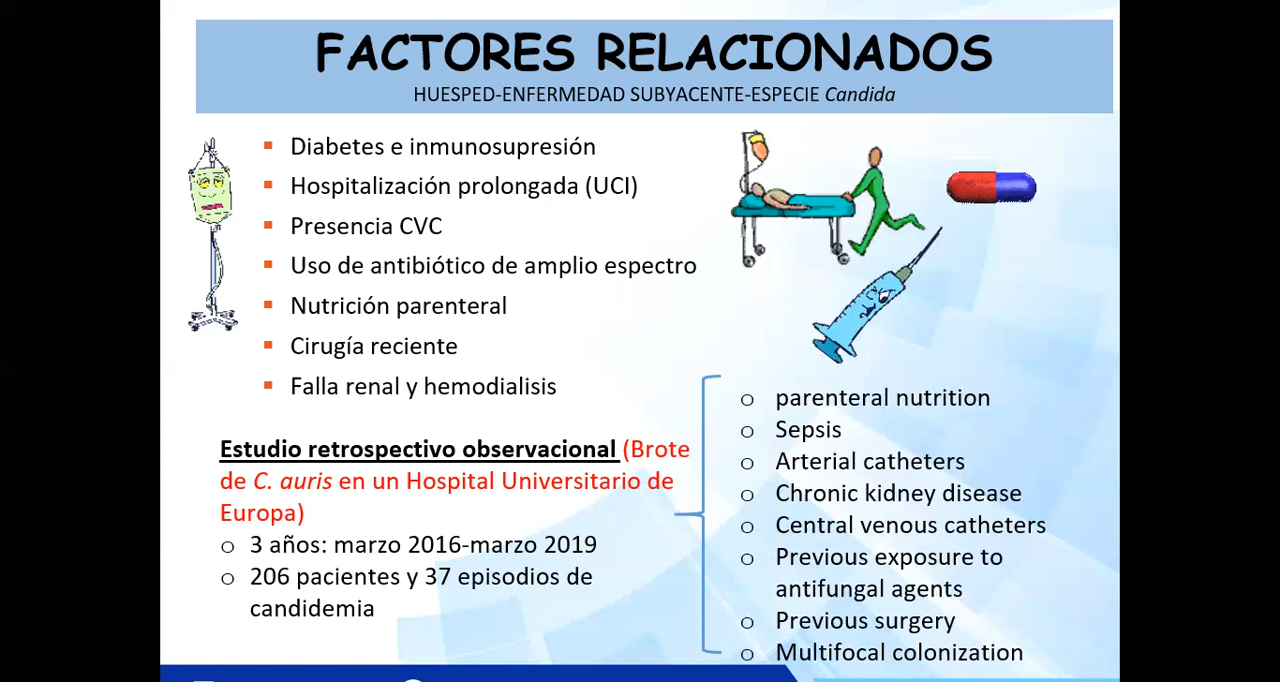 FACTORES RELACIONADOS
HUESPED-ENFERMEDAD SUBYACENTE-ESPECIE Candida
Diabetes e inmunosupresión
Hospitalización prolongada (UCI)
Presencia CVC
Uso de antibiótico de amplio espectro
Nutrición parenteral
Cirugía reciente
Falla renal y hemodialisis
Estudio retrospectivo observacional (Brote
de C. auris en un Hospital Universitario de
Europa)
3 años: marzo 2016-marzo 2019
206 pacientes y 37 episodios de
candidemia
parenteral nutrition
Sepsis
Arterial catheters
Chronic kidney disease
Central venous catheters
Previous exposure to
antifungal agents
Previous surgery
Multifocal colonization